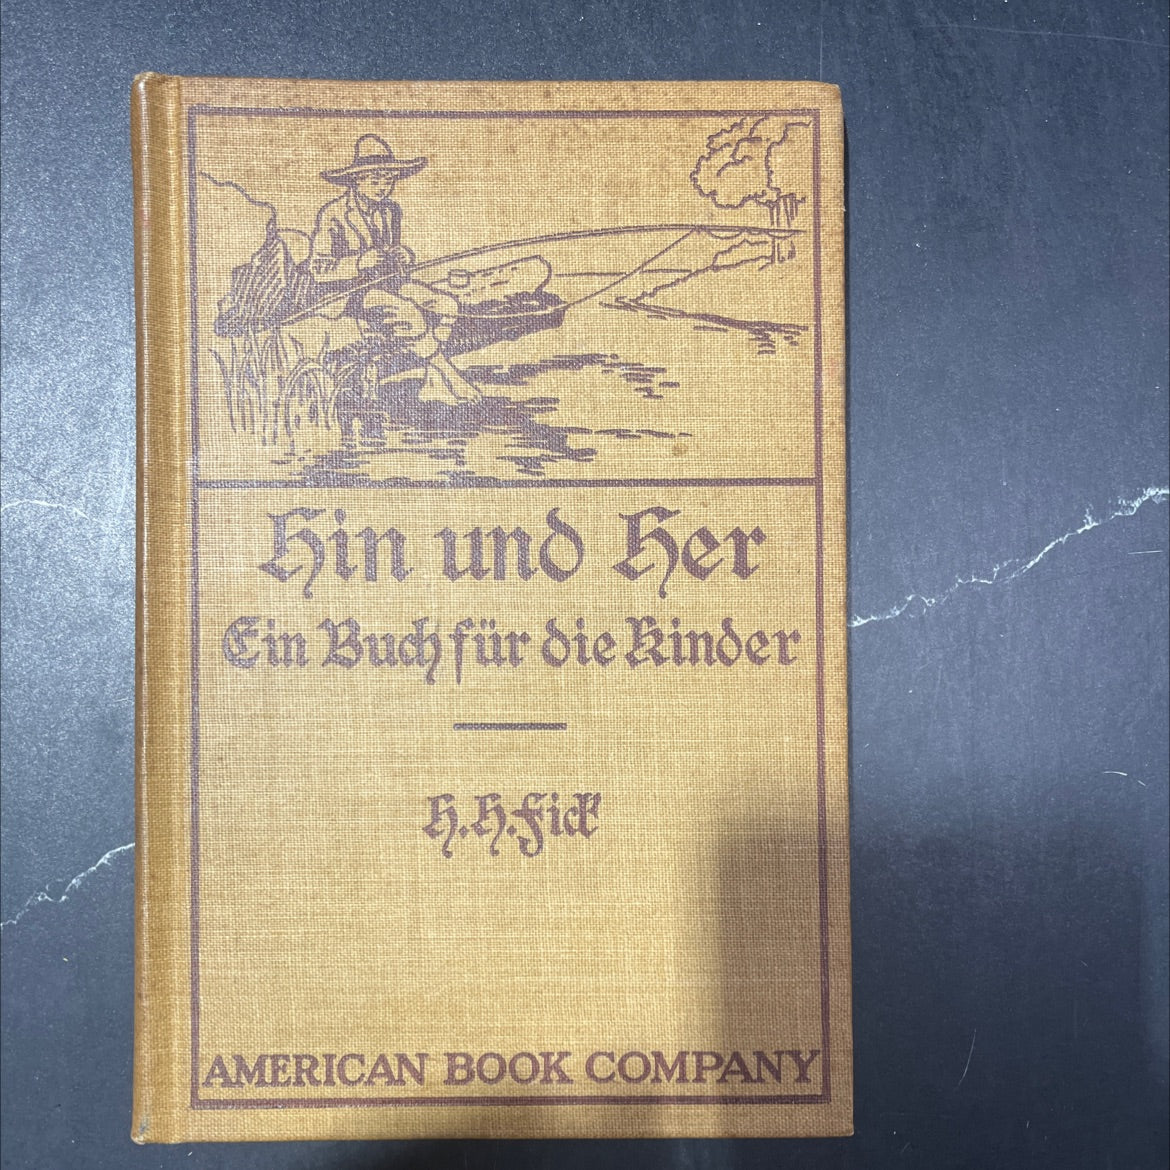 Hin und Her
Ein Buch für die Kinder
H. H. Fick
AMERICAN BOOK COMPANY